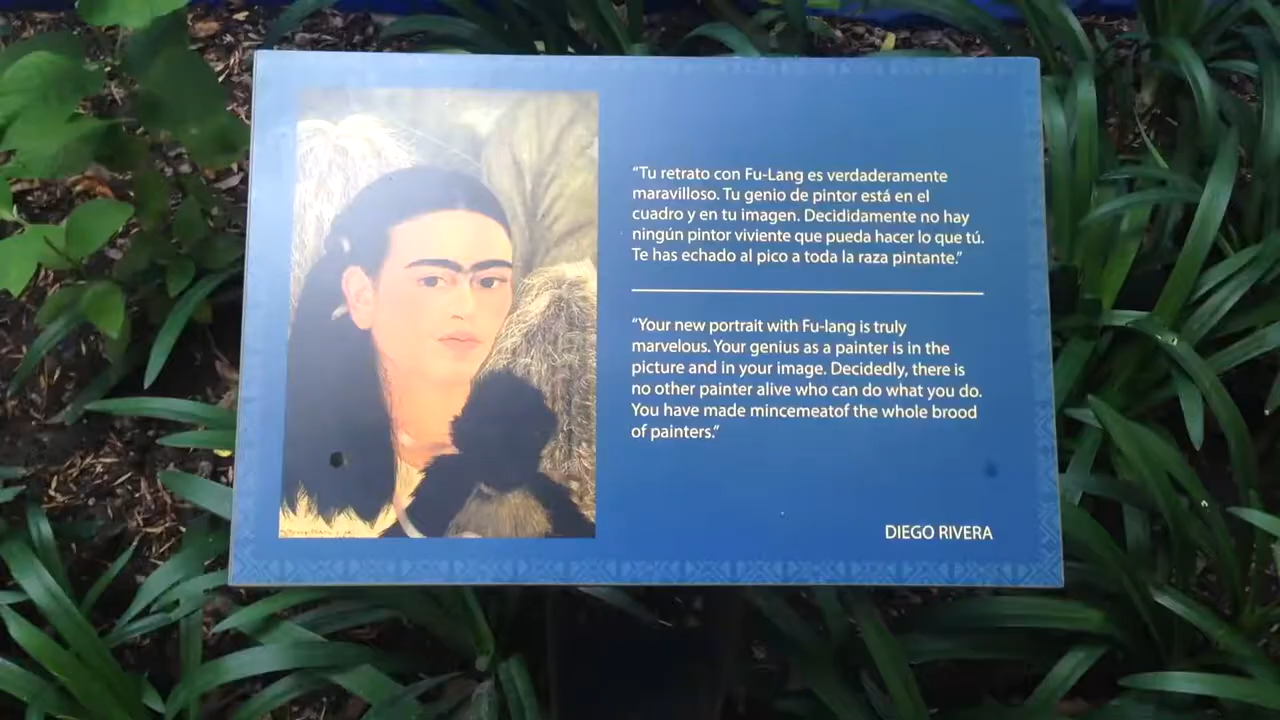 “Tu retrato con Fu-Lang es verdaderamente
maravilloso. Tu genio de pintor está en el
cuadro y en tu imagen. Decididamente no hay
ningún pintor viviente que pueda hacer lo que tú.
Te has echado al pico a toda la raza pintante.”
“Your new portrait with Fu-lang is truly
marvelous. Your genius as a painter is in the
picture and in your image. Decidedly, there is
no other painter alive who can do what you do.
You have made mincemeatof the whole brood
of painters.”
DIEGO RIVERA